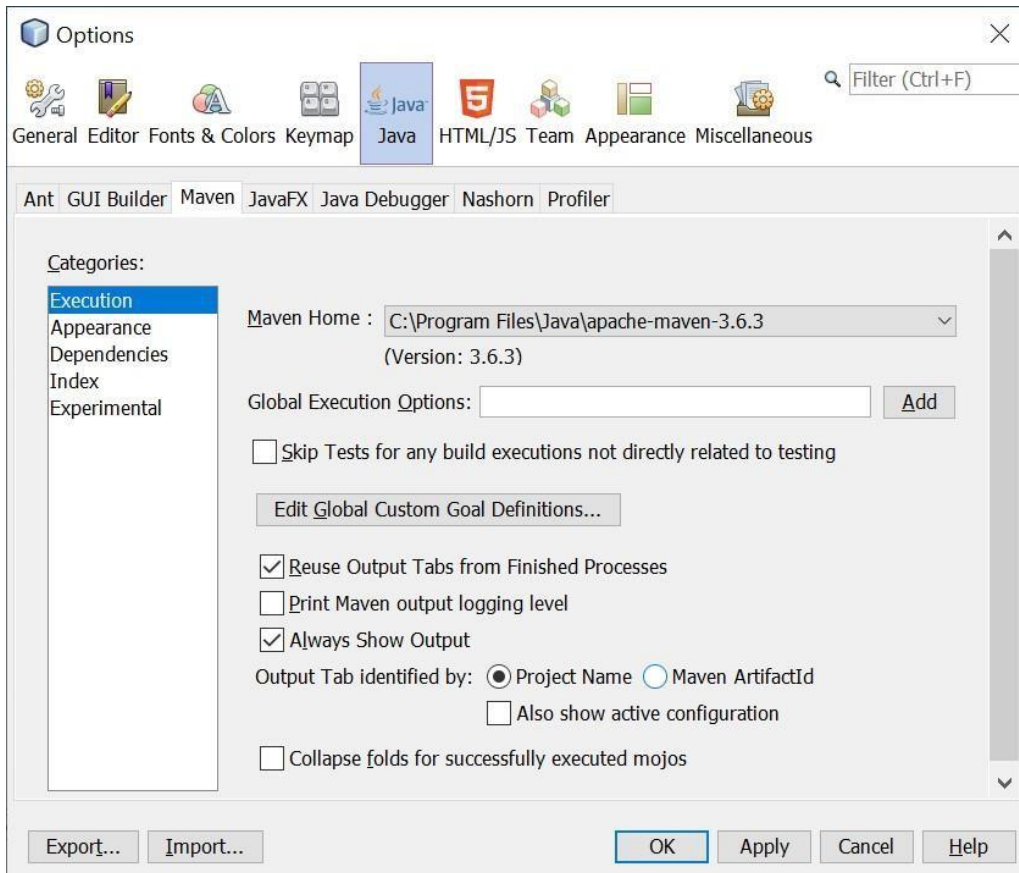 Options
Filter (Ctrl+F)
Java
General Editor Fonts & Colors Keymap Java HTML/JS Team Appearance Miscellaneous
Ant GUI Builder Maven JavaFX Java Debugger Nashorn Profiler
Categories:
Execution
Appearance
Dependencies
Index
Experimental
Maven Home : C:\Program Files\Java\apache-maven-3.6.3
(Version: 3.6.3)
Global Execution Options: Add
Skip Tests for any build executions not directly related to testing
Edit Global Custom Goal Definitions...
Reuse Output Tabs from Finished Processes
Print Maven output logging level
Always Show Output
Output Tab identified by: Project Name Maven ArtifactId
Also show active configuration
Collapse folds for successfully executed mojos
Export... Import... OK Apply Cancel Help